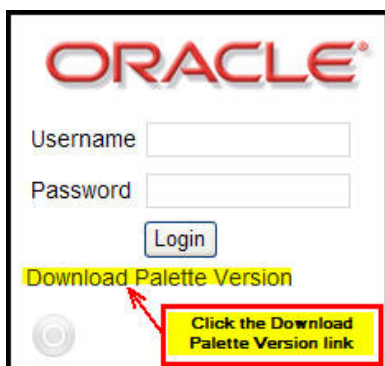 ORACLE®
Username
Password
Login
Download Palette Version
Click the Download
Palette Version link